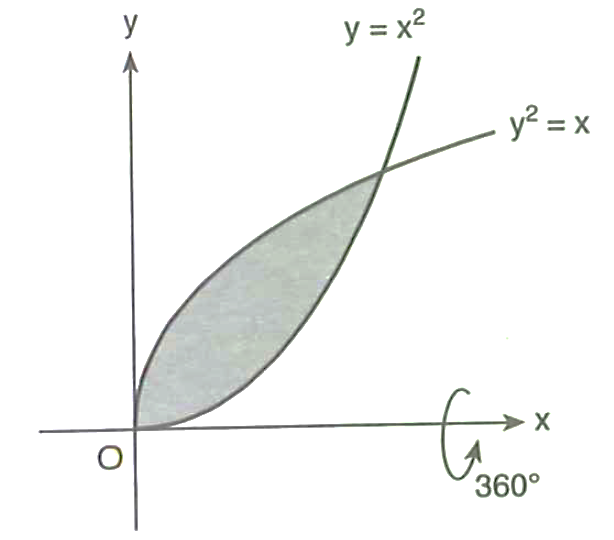 y
y = x²
y² = x
x
O
360°